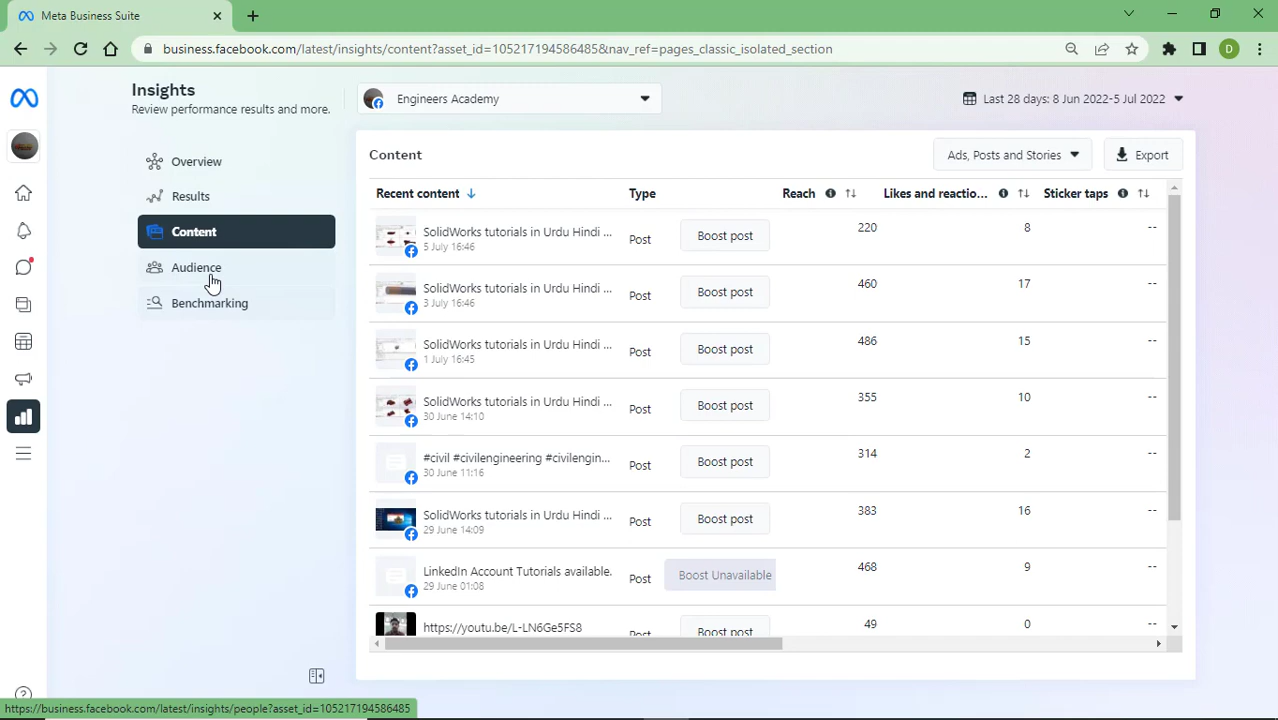 Meta Business Suite
business.facebook.com/latest/insights/content?asset_id=105217194586485&nav_ref=pages_classic_isolated_section
D
Insights
Review performance results and more.
Engineers Academy
Last 28 days: 8 Jun 2022-5 Jul 2022
Overview
Results
Content
Audience
Benchmarking
Content
Ads, Posts and Stories
Export
Recent content Type Reach Likes and reactio... Sticker taps
SolidWorks tutorials in Urdu Hindi ...
5 July 16:46
Post Boost post 220 8 --
SolidWorks tutorials in Urdu Hindi ...
3 July 16:46
Post Boost post 460 17 --
SolidWorks tutorials in Urdu Hindi ...
1 July 16:45
Post Boost post 486 15 --
SolidWorks tutorials in Urdu Hindi ...
30 June 14:10
Post Boost post 355 10 --
#civil #civilengineering #civilengin...
30 June 11:16
Post Boost post 314 2 --
SolidWorks tutorials in Urdu Hindi ...
29 June 14:09
Post Boost post 383 16 --
LinkedIn Account Tutorials available.
29 June 01:08
Post Boost Unavailable 468 9 --
https://youtu.be/L-LN6Ge5FS8
Post Boost post 49 0 --
https://business.facebook.com/latest/insights/people?asset_id=105217194586485